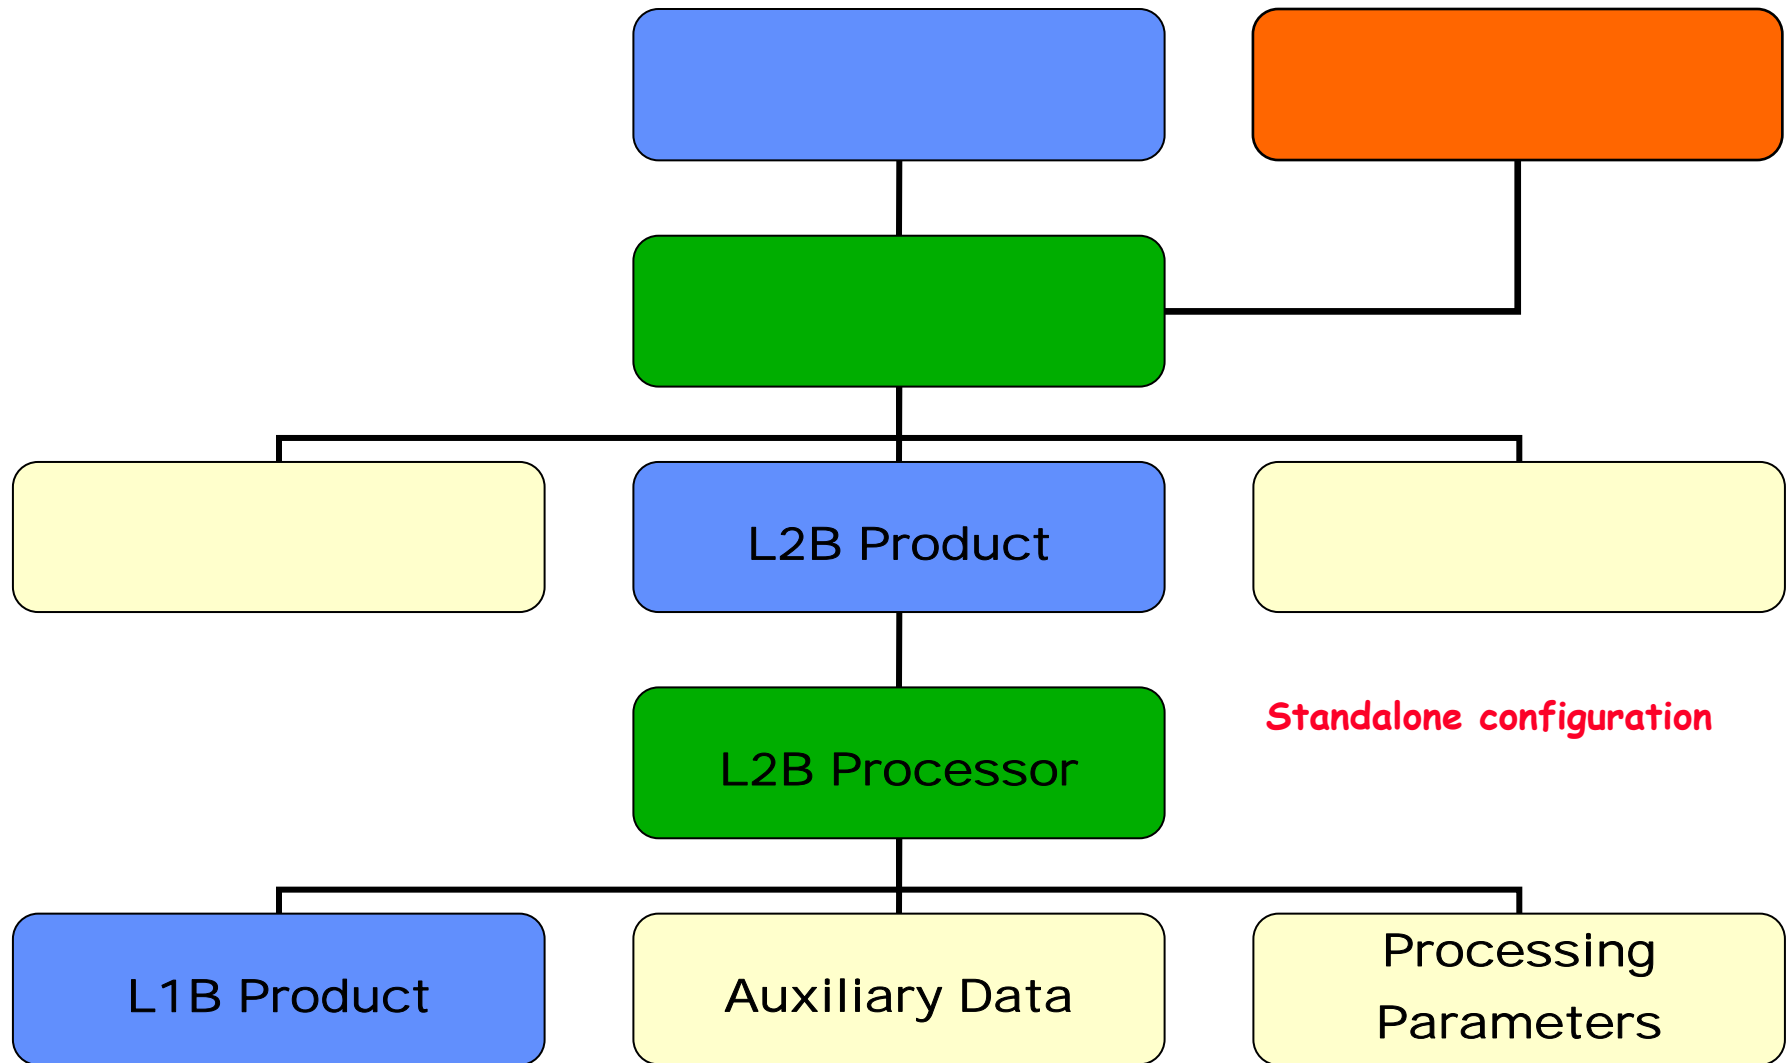 L2B Product
Standalone configuration
L2B Processor
L1B Product
Auxiliary Data
Processing
Parameters